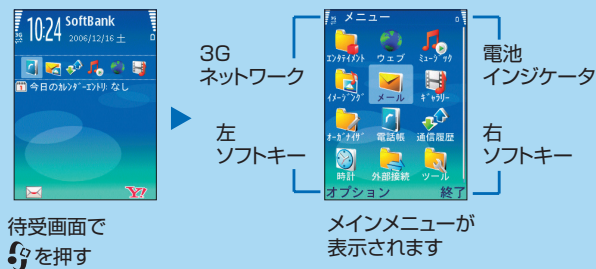 10:24
SoftBank
3G
2006/12/16 土
今日のカレンダーエントリ: なし
Y!
待受画面で
を押す
3G
ネットワーク
左
ソフトキー
メニュー
エンタテイメント ウェブ ミュージック
イメージング メール ギャラリー
オーガナイザ 電話帳 通信履歴
時計 外部接続 ツール
オプション 終了
電池
インジケータ
右
ソフトキー
メインメニューが
表示されます